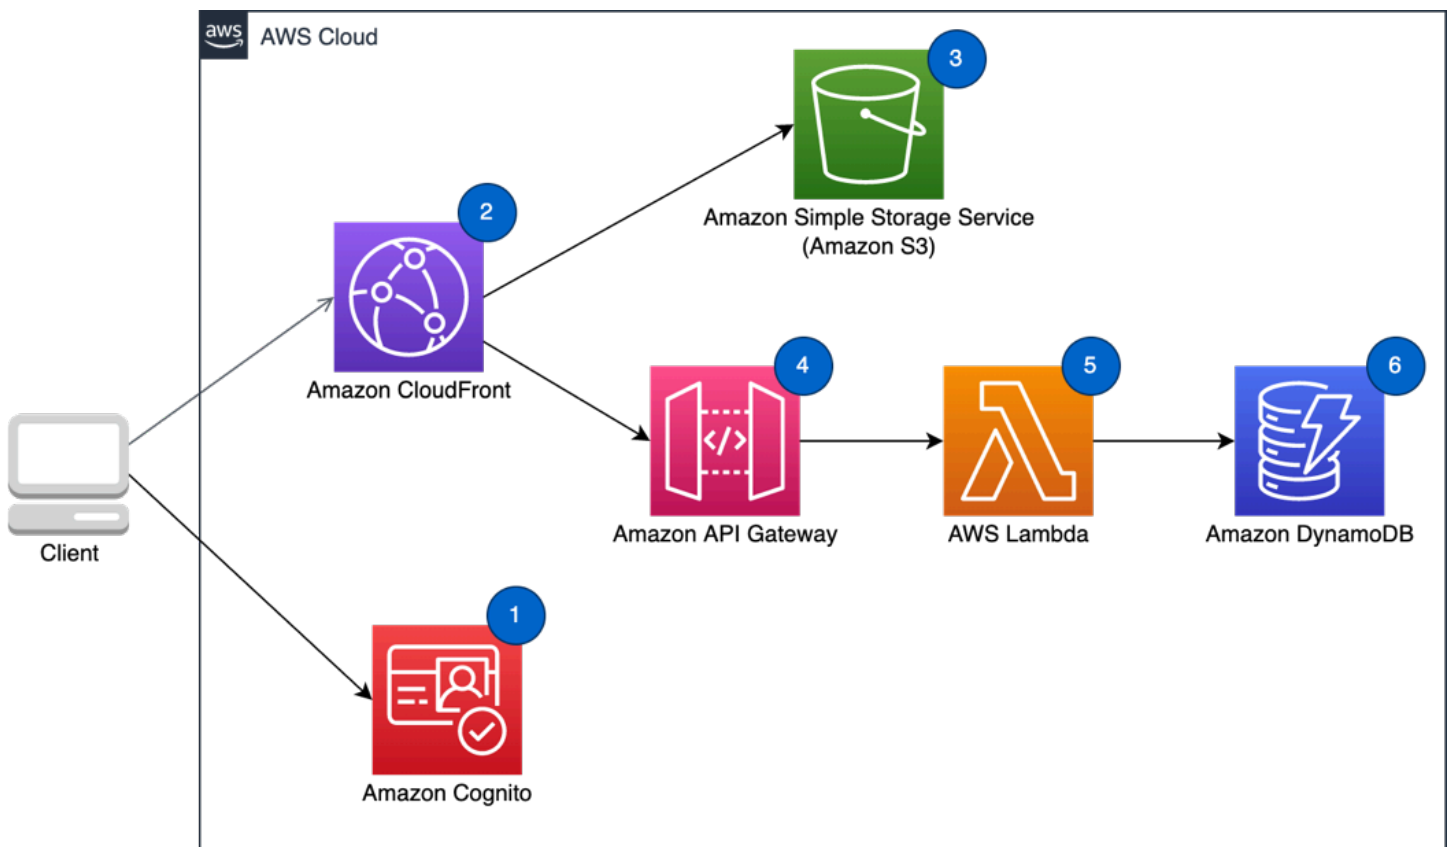 aws
AWS Cloud
3
Amazon Simple Storage Service
(Amazon S3)
2
Amazon CloudFront
4
Amazon API Gateway
5
AWS Lambda
6
Amazon DynamoDB
Client
1
Amazon Cognito